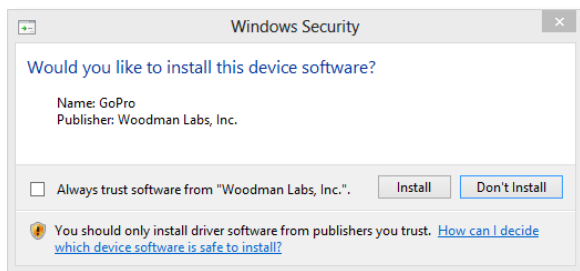 Windows Security
Would you like to install this device software?
Name: GoPro
Publisher: Woodman Labs, Inc.
Always trust software from "Woodman Labs, Inc.".
Install
Don't Install
You should only install driver software from publishers you trust. How can I decide
which device software is safe to install?